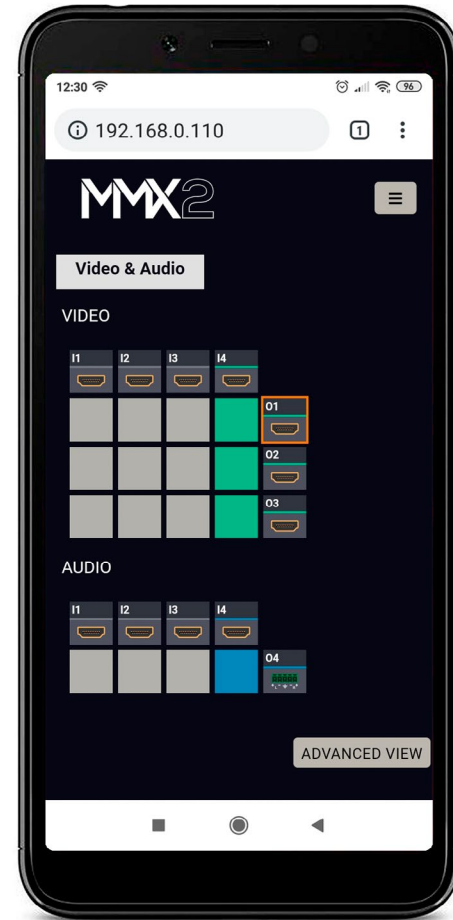 12:30
96
192.168.0.110
1
MMX2
Video & Audio
VIDEO
I1 I2 I3 I4
O1
O2
O3
AUDIO
I1 I2 I3 I4
O4
ADVANCED VIEW